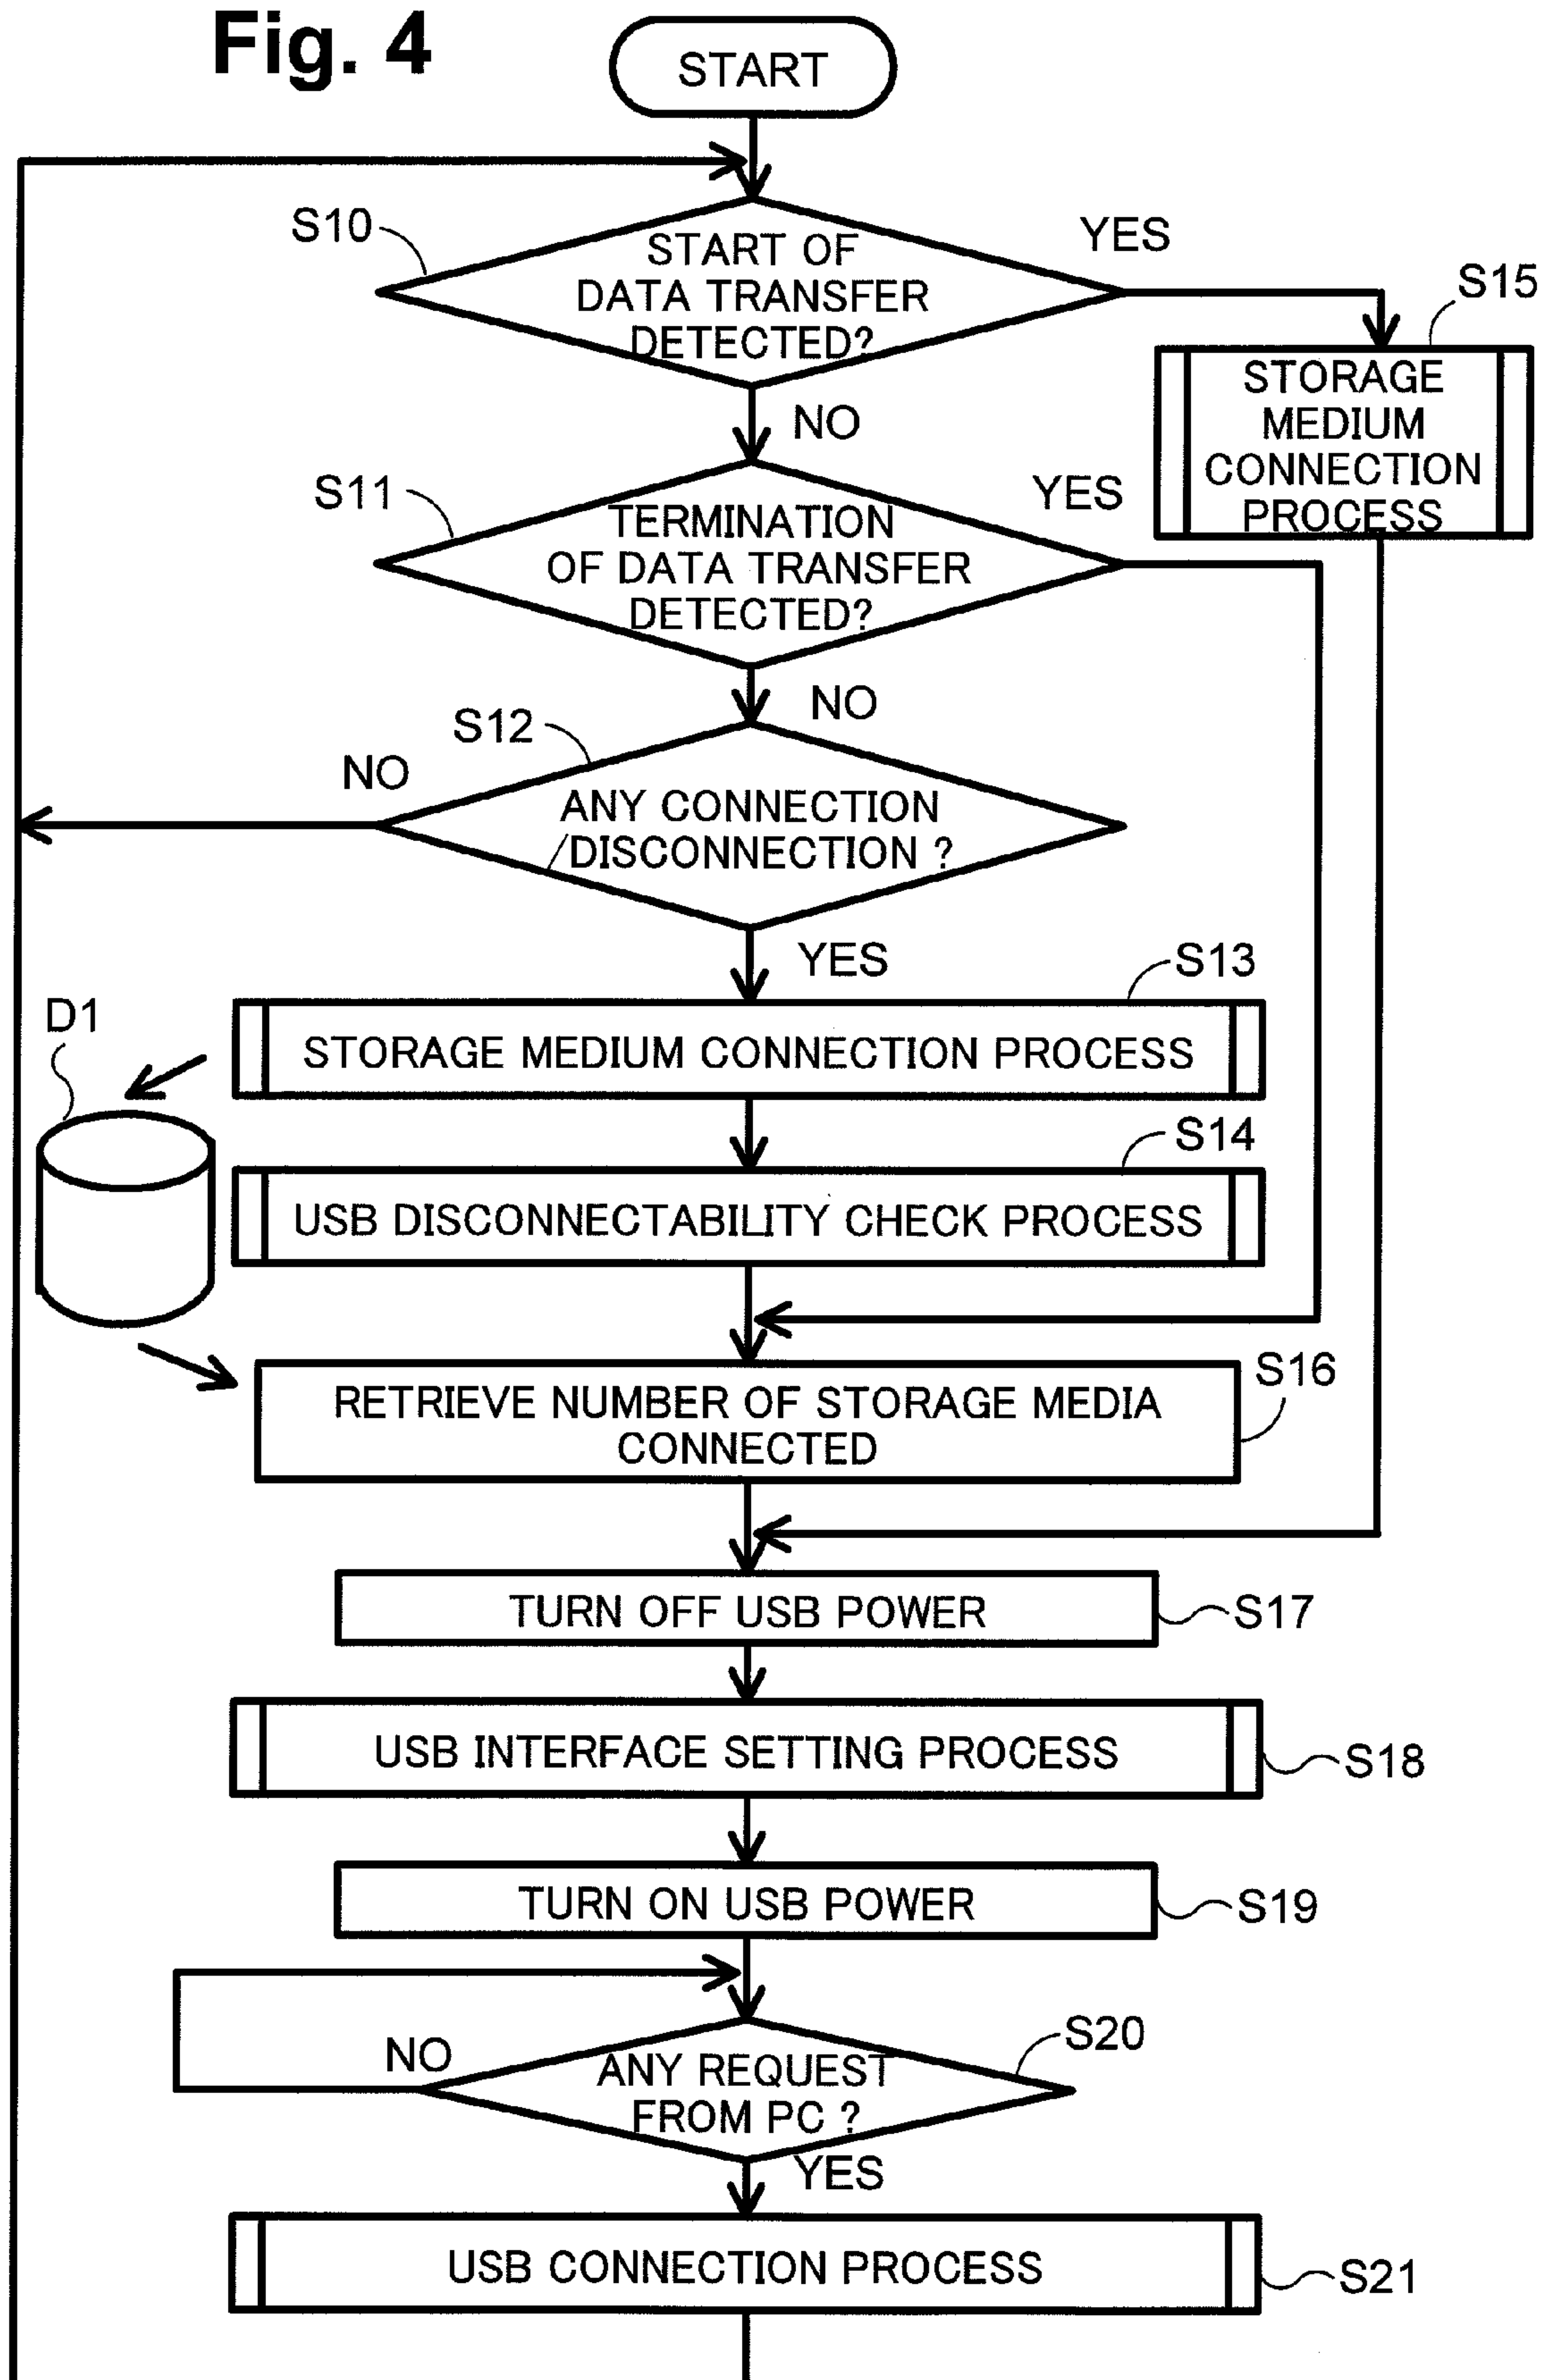 Fig. 4
START
S10
START OF
DATA TRANSFER
DETECTED?
YES
S15
STORAGE
MEDIUM
CONNECTION
PROCESS
NO
S11
TERMINATION
OF DATA TRANSFER
DETECTED?
YES
NO
S12
NO
ANY CONNECTION
/DISCONNECTION ?
YES
S13
STORAGE MEDIUM CONNECTION PROCESS
D1
S14
USB DISCONNECTABILITY CHECK PROCESS
S16
RETRIEVE NUMBER OF STORAGE MEDIA
CONNECTED
TURN OFF USB POWER
S17
USB INTERFACE SETTING PROCESS
S18
TURN ON USB POWER
S19
S20
NO
ANY REQUEST
FROM PC ?
YES
USB CONNECTION PROCESS
S21